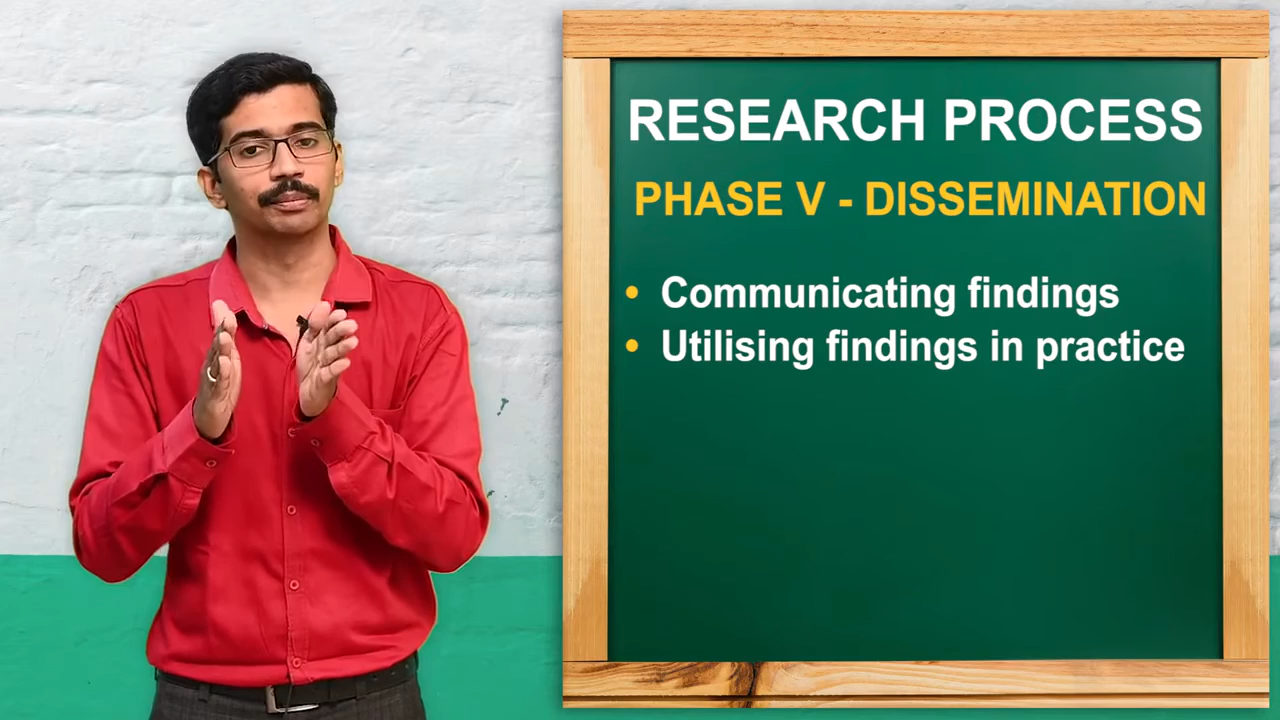 RESEARCH PROCESS
PHASE V - DISSEMINATION
• Communicating findings
• Utilising findings in practice